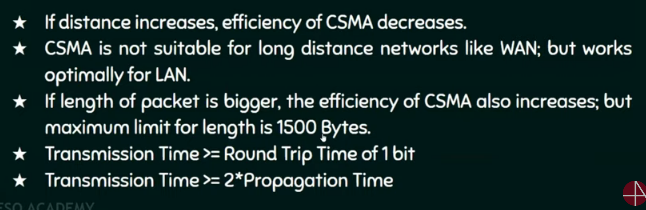 ★ If distance increases, efficiency of CSMA decreases.
★ CSMA is not suitable for long distance networks like WAN; but works
optimally for LAN.
★ If length of packet is bigger, the efficiency of CSMA also increases; but
maximum limit for length is 1500 Bytes.
★ Transmission Time >= Round Trip Time of 1 bit
★ Transmission Time >= 2*Propagation Time
ESO ACADEMY